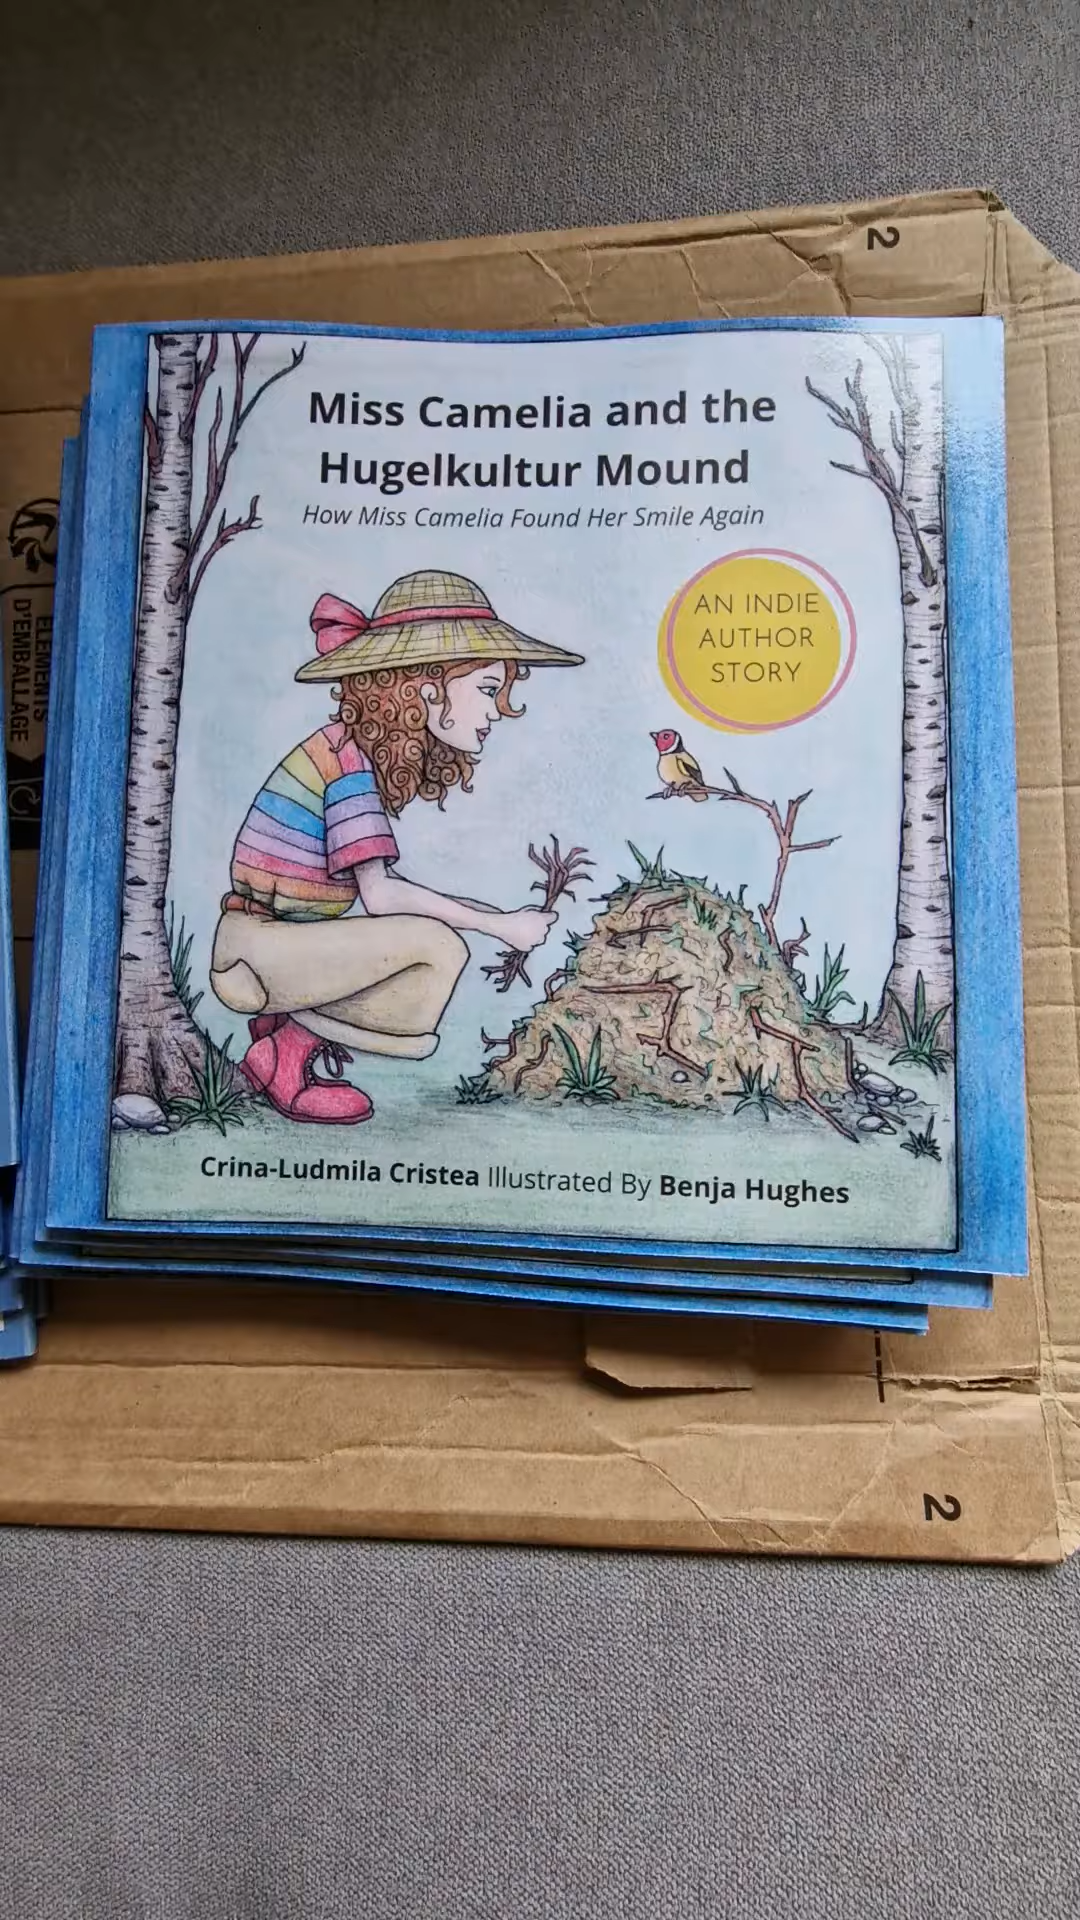 2
Miss Camelia and the
Hugelkultur Mound
How Miss Camelia Found Her Smile Again
AN INDIE
AUTHOR
STORY
ELEMENTS
D'EMBALLAGE
Crina-Ludmila Cristea Illustrated By Benja Hughes
2